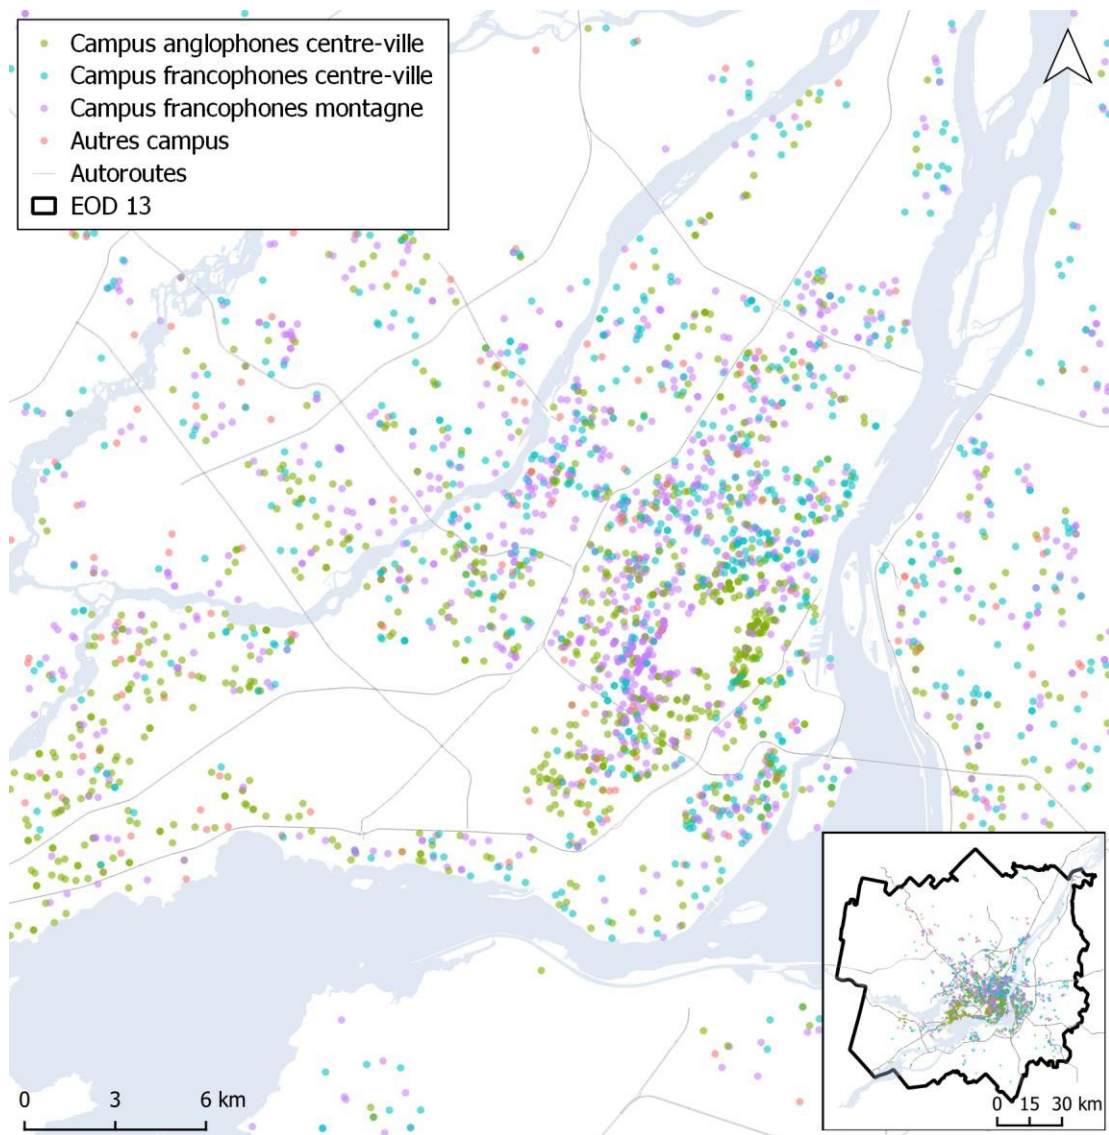 Campus anglophones centre-ville
Campus francophones centre-ville
Campus francophones montagne
Autres campus
Autoroutes
EOD 13
0 3 6 km
0 15 30 km